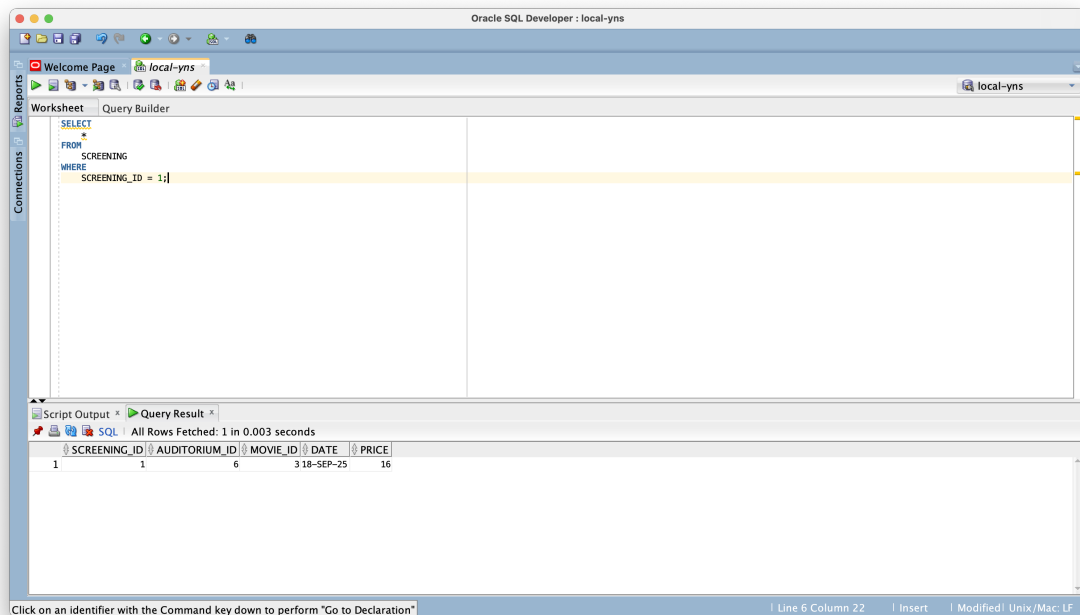 Oracle SQL Developer : local-yns
Welcome Page
local-yns
local-yns
Reports
Connections
Worksheet Query Builder
SELECT
*
FROM
SCREENING
WHERE
SCREENING_ID = 1;
Script Output x Query Result x
SQL | All Rows Fetched: 1 in 0.003 seconds
SCREENING_ID AUDITORIUM_ID MOVIE_ID DATE PRICE
1 1 6 3 18-SEP-25 16
Click on an identifier with the Command key down to perform "Go to Declaration"
Line 6 Column 22 | Insert | Modified | Unix/Mac: LF